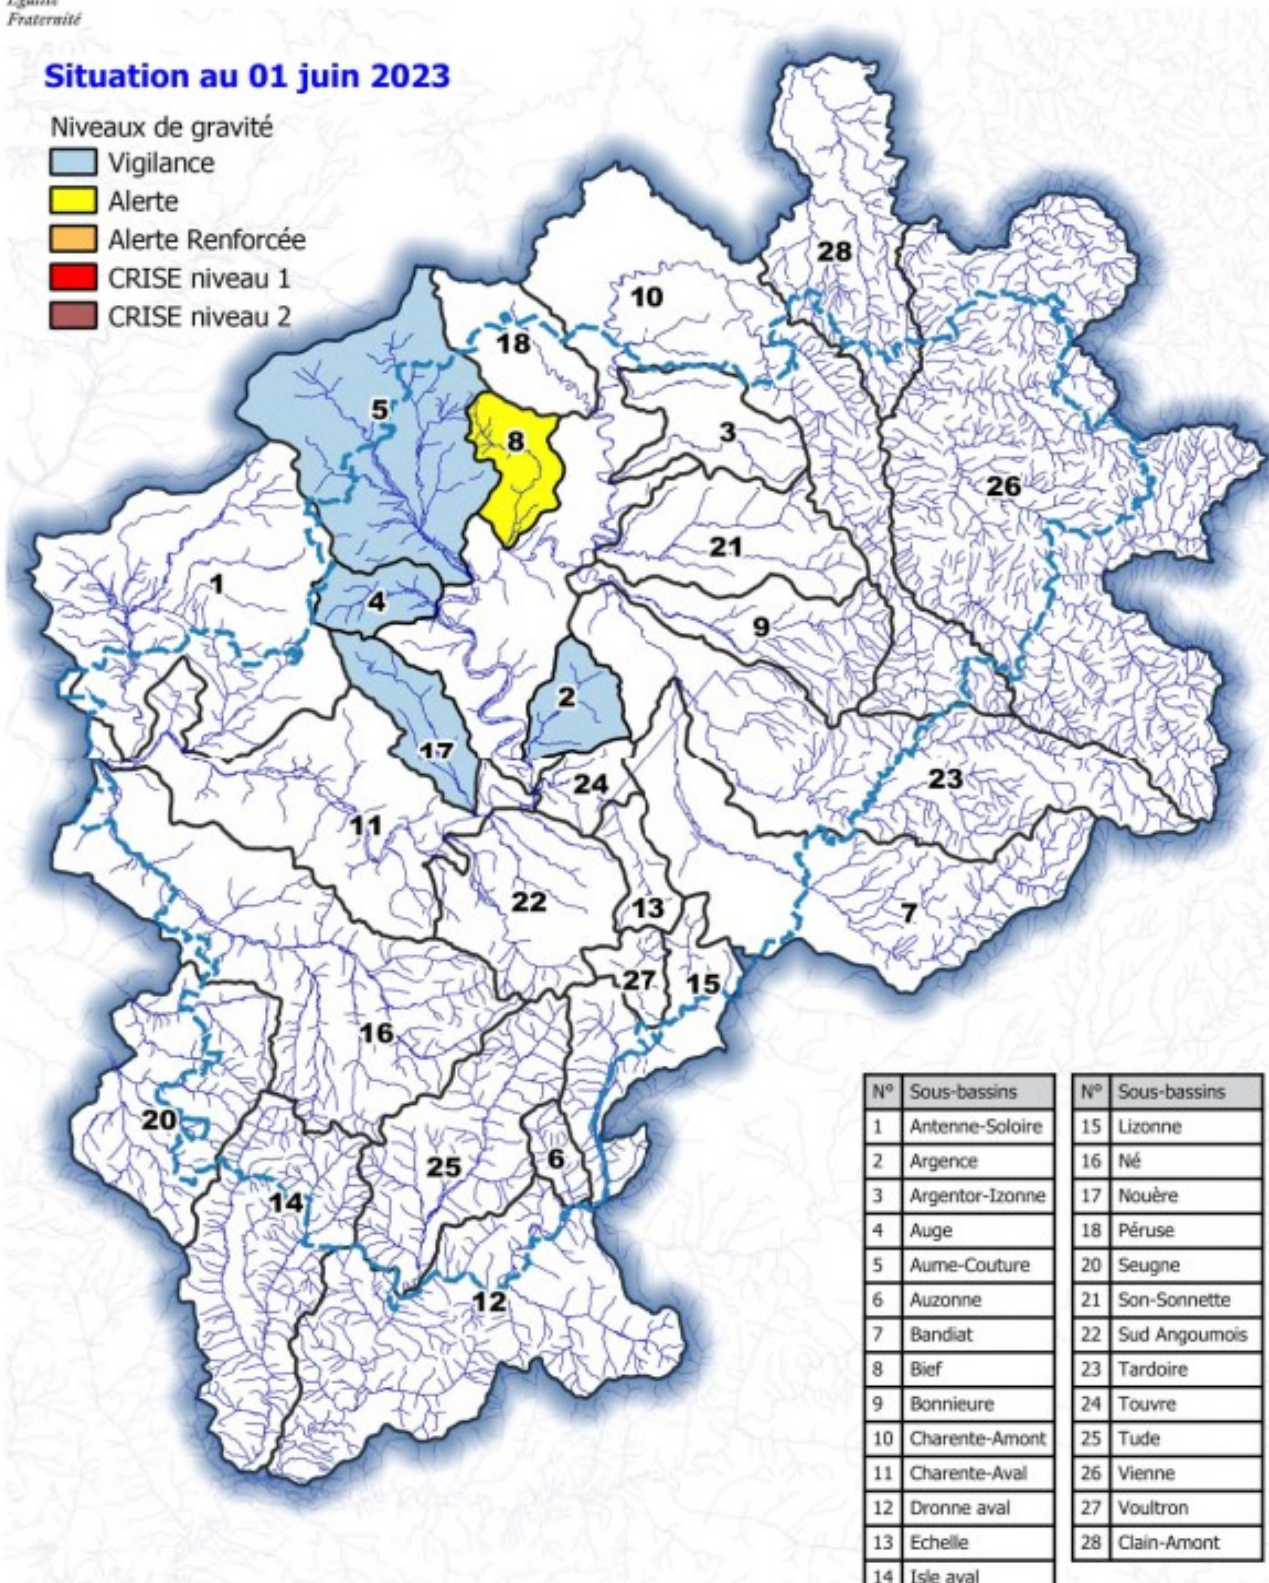 Fraternité
Situation au 01 juin 2023
Niveaux de gravité
Vigilance
Alerte
Alerte Renforcée
CRISE niveau 1
CRISE niveau 2
28
10
18
5
8
3
26
21
1
4
9
2
17
24
23
11
22
13
7
27
15
16
20
25
6
14
12
N° Sous-bassins
1 Antenne-Soloire
2 Argence
3 Argentor-Izonne
4 Auge
5 Aume-Couture
6 Auzonne
7 Bandiat
8 Bief
9 Bonnieure
10 Charente-Amont
11 Charente-Aval
12 Dronne aval
13 Echelle
14 Isle aval
N° Sous-bassins
15 Lizonne
16 Né
17 Nouère
18 Péruse
20 Seugne
21 Son-Sonnette
22 Sud Angoumois
23 Tardoire
24 Touvre
25 Tude
26 Vienne
27 Voultron
28 Clain-Amont